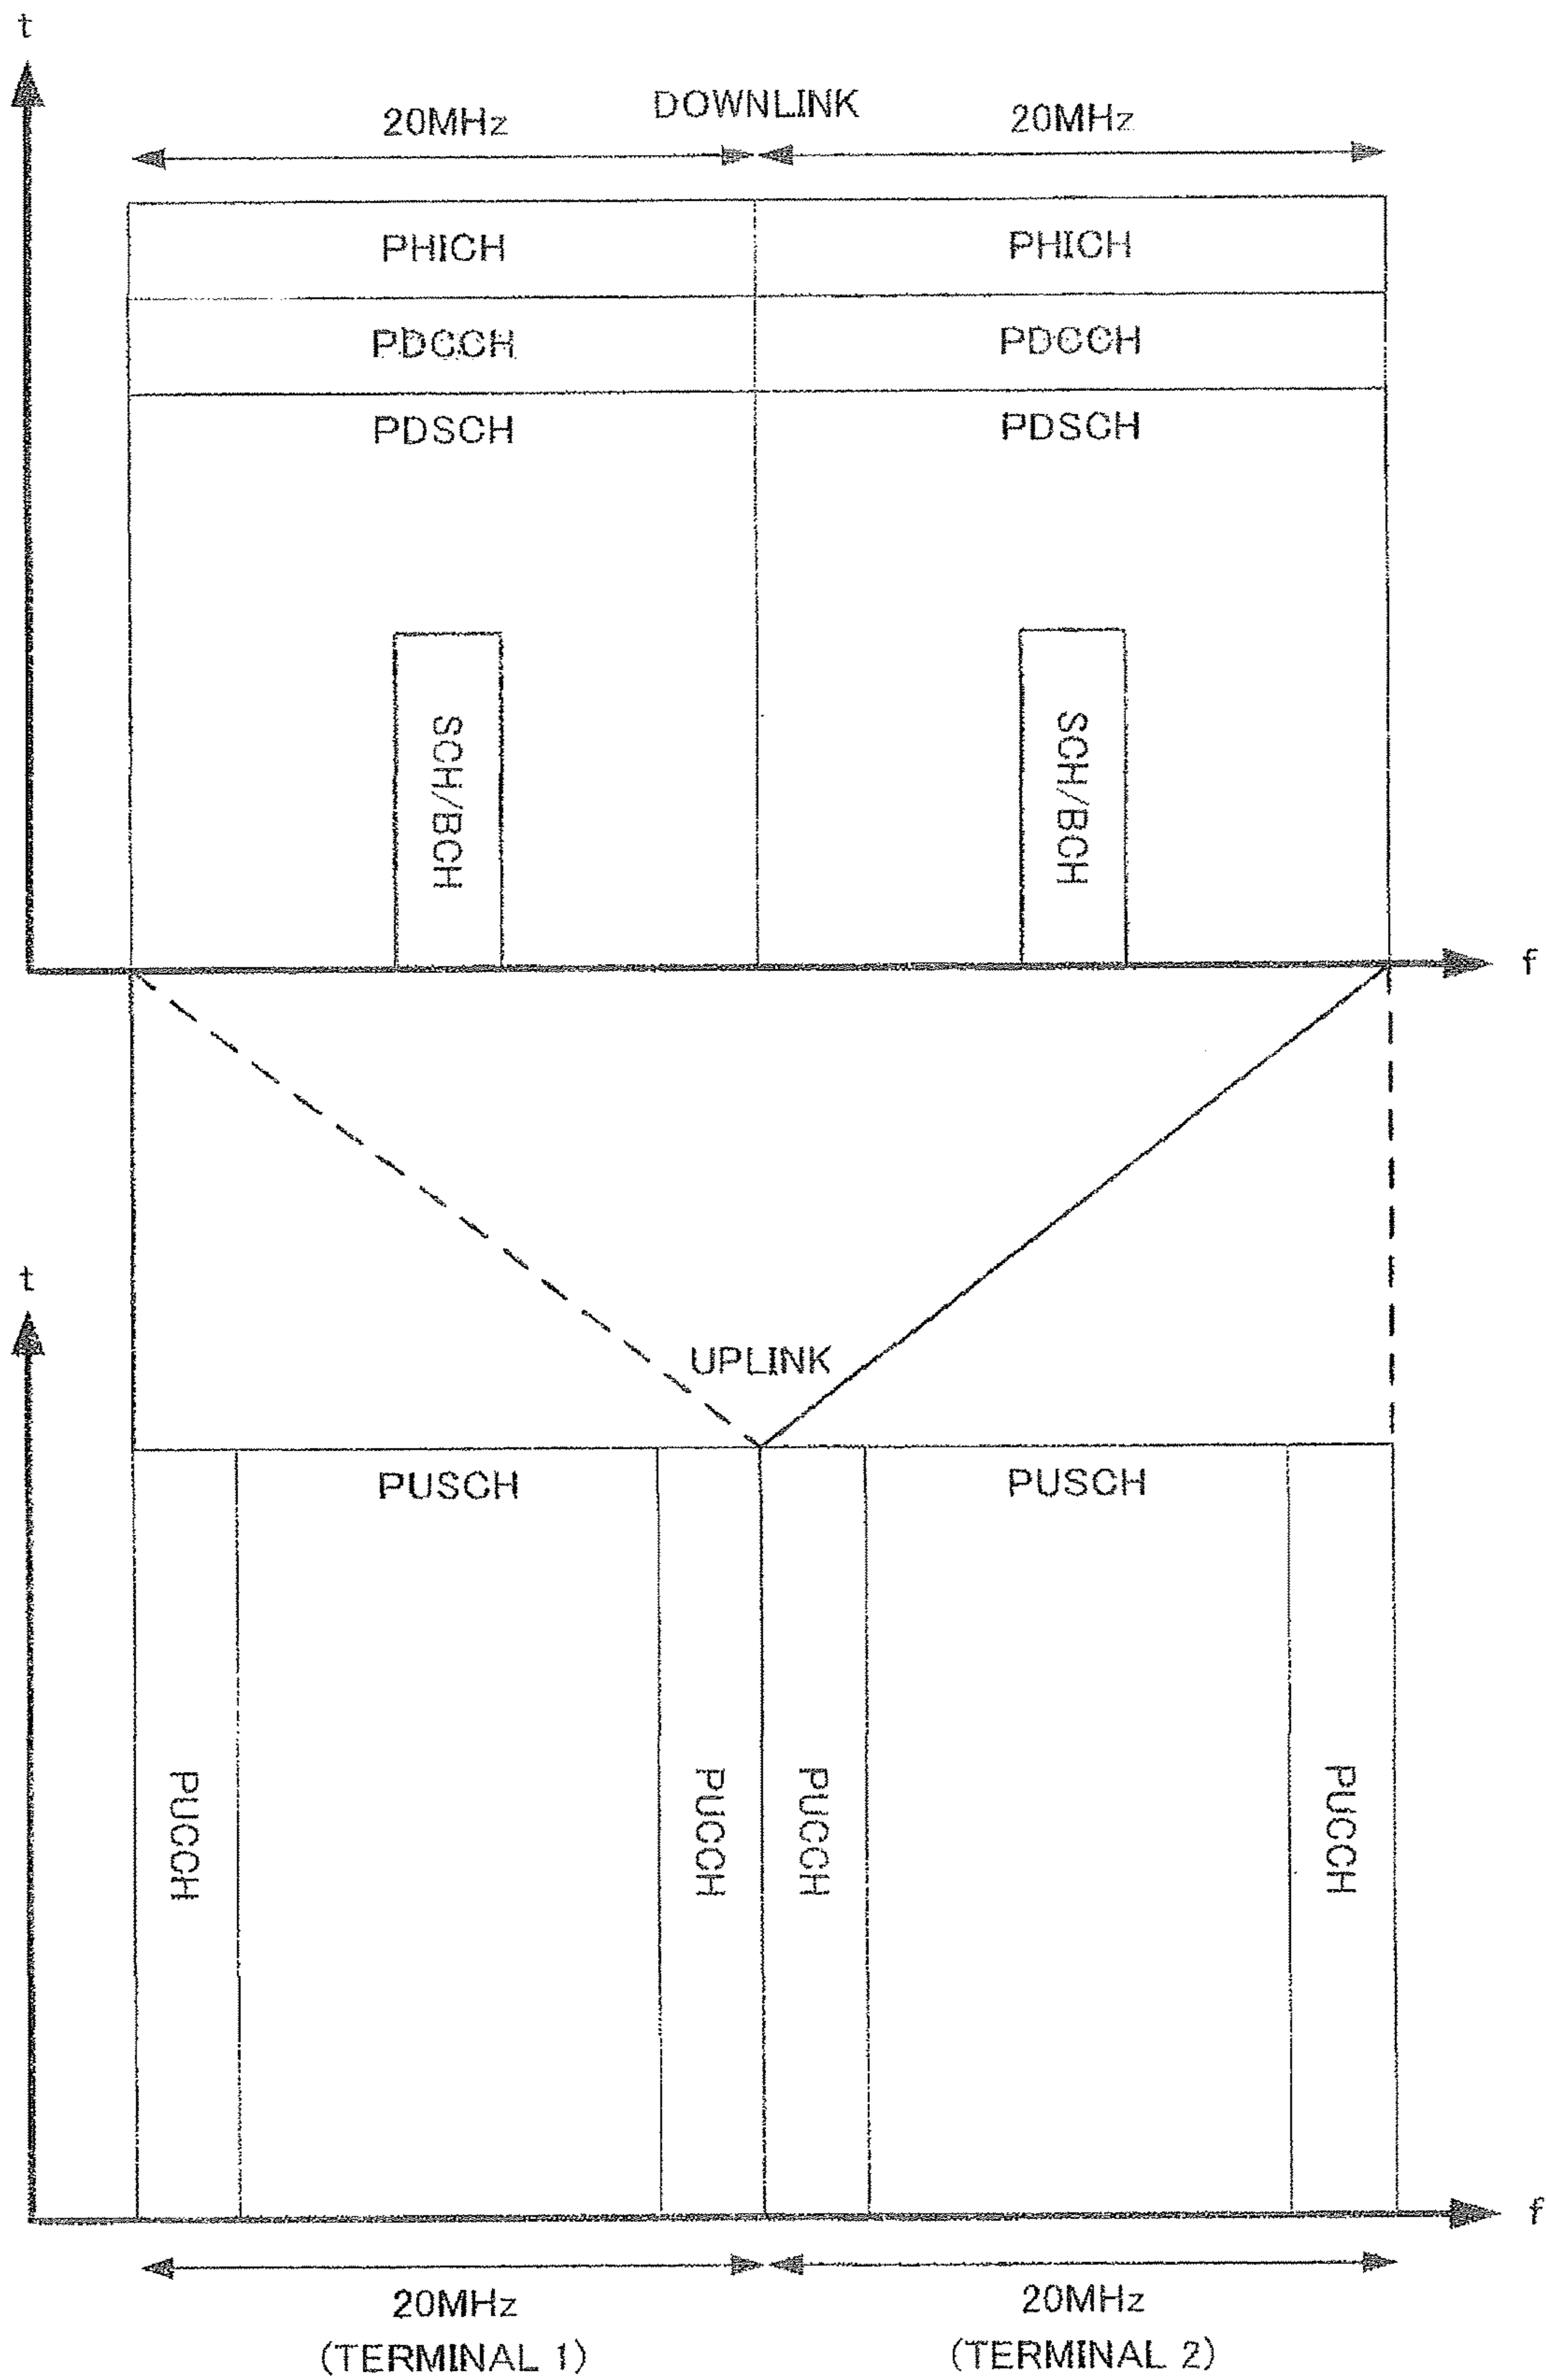 t
DOWNLINK
20MHz 20MHz
PHICH PHICH
PDCCH PDCCH
PDSCH PDSCH
SCH/BCH SCH/BCH
f
t
UPLINK
PUSCH PUSCH
PUCCH PUCCH PUCCH PUCCH
f
20MHz 20MHz
(TERMINAL 1) (TERMINAL 2)